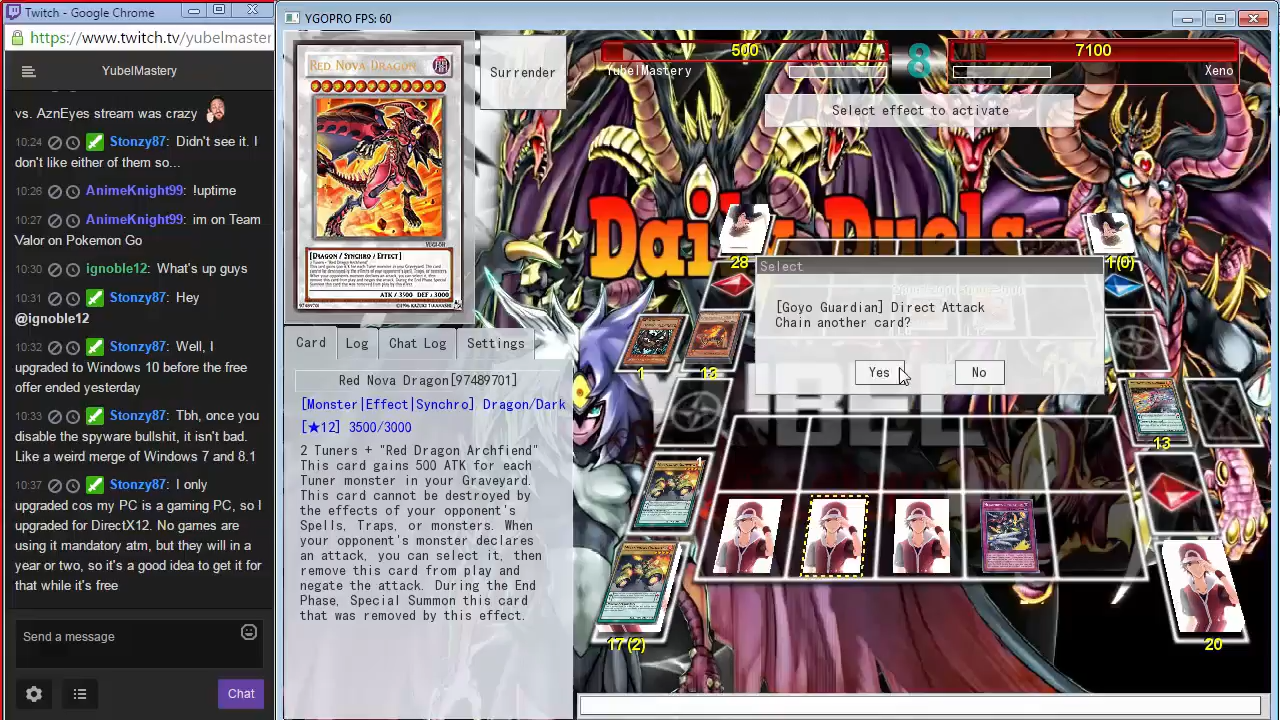 Twitch - Google Chrome
https://www.twitch.tv/yubelmaster
YubelMastery
vs. AznEyes stream was crazy
10:24 Stonzy87: Didn't see it. I
don't like either of them so...
10:26 AnimeKnight99: !uptime
10:27 AnimeKnight99: im on Team
Valor on Pokemon Go
10:30 ignoble12: What's up guys
10:31 Stonzy87: Hey
@ignoble12
10:32 Stonzy87: Well, I
upgraded to Windows 10 before the
free offer ended yesterday
10:33 Stonzy87: Tbh, once you
disable the spyware bullshit, it isn't bad.
Like a weird merge of Windows 7 and 8.1
10:37 Stonzy87: I only
upgraded cos my PC is a gaming PC, so I
upgraded for DirectX12. No games are
using it mandatory atm, but they will in a
year or two, so it's a good idea to get it for
that while it's free
Send a message
Chat
YGOPRO FPS: 60
RED NOVA DRAGON
[DRAGON / SYNCHRO / EFFECT]
ATK / 3500 DEF / 3000
97489701
Surrender
Card
Log
Chat Log
Settings
Red Nova Dragon[97489701]
[Monster|Effect|Synchro] Dragon/Dark
[★12] 3500/3000
2 Tuners + "Red Dragon Archfiend"
This card gains 500 ATK for each
Tuner monster in your Graveyard.
This card cannot be destroyed by
the effects of your opponent's
Spells, Traps, or monsters. When
your opponent's monster declares
an attack,you can select it, then
remove this card from play and
negate the attack. During the End
Phase, Special Summon this card
that was removed by this effect.
500
8
7100
YubelMastery
Xeno
Select effect to activate
Daily Duels
28
1(0)
Select
[Goyo Guardian] Direct Attack
Chain another card?
Yes
No
1
13
YUBEL
13
1
17(2)
20